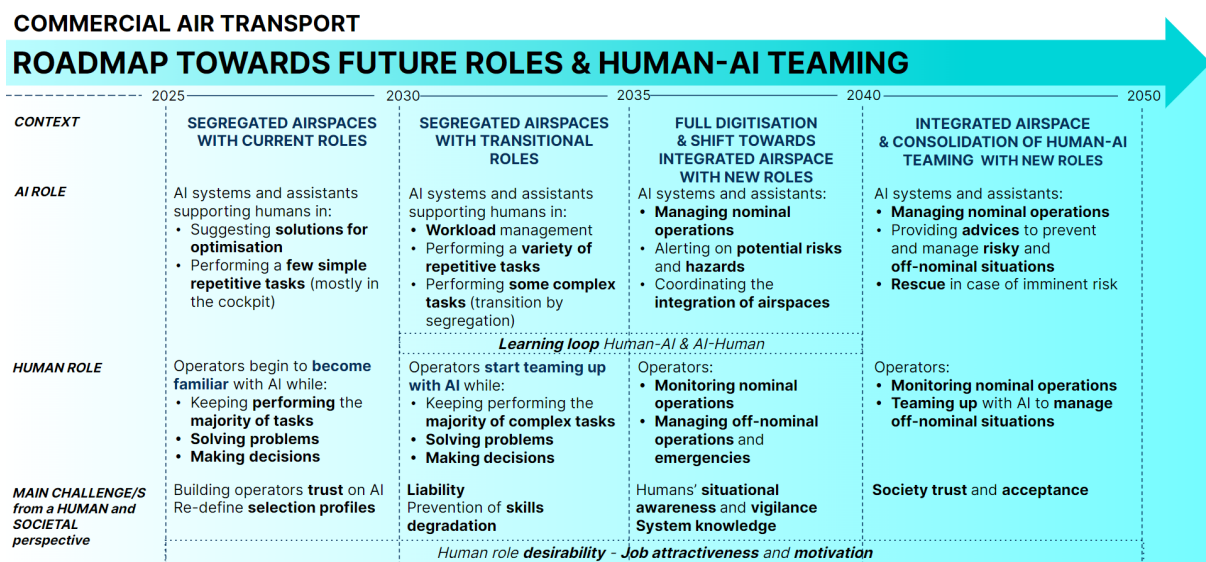 COMMERCIAL AIR TRANSPORT
ROADMAP TOWARDS FUTURE ROLES & HUMAN-AI TEAMING
2025
2030
2035
2040
2050
CONTEXT
SEGREGATED AIRSPACES
WITH CURRENT ROLES
SEGREGATED AIRSPACES
WITH TRANSITIONAL
ROLES
FULL DIGITISATION
& SHIFT TOWARDS
INTEGRATED AIRSPACE
WITH NEW ROLES
INTEGRATED AIRSPACE
& CONSOLIDATION OF HUMAN-AI
TEAMING WITH NEW ROLES
AI ROLE
AI systems and assistants
supporting humans in:
• Suggesting solutions for
optimisation
• Performing a few simple
repetitive tasks (mostly in
the cockpit)
AI systems and assistants
supporting humans in:
• Workload management
• Performing a variety of
repetitive tasks
• Performing some complex
tasks (transition by
segregation)
AI systems and assistants:
• Managing nominal
operations
• Alerting on potential risks
and hazards
• Coordinating the
integration of airspaces
AI systems and assistants:
• Managing nominal operations
• Providing advices to prevent
and manage risky and
off-nominal situations
• Rescue in case of imminent risk
Learning loop Human-AI & AI-Human
HUMAN ROLE
Operators begin to become
familiar with AI while:
• Keeping performing the
majority of tasks
• Solving problems
• Making decisions
Operators start teaming up
with AI while:
• Keeping performing the
majority of complex tasks
• Solving problems
• Making decisions
Operators:
• Monitoring nominal
operations
• Managing off-nominal
operations and
emergencies
Operators:
• Monitoring nominal operations
• Teaming up with AI to manage
off-nominal situations
MAIN CHALLENGE/S
from a HUMAN and
SOCIETAL
perspective
Building operators trust on AI
Re-define selection profiles
Liability
Prevention of skills
degradation
Humans' situational
awareness and vigilance
System knowledge
Society trust and acceptance
Human role desirability - Job attractiveness and motivation